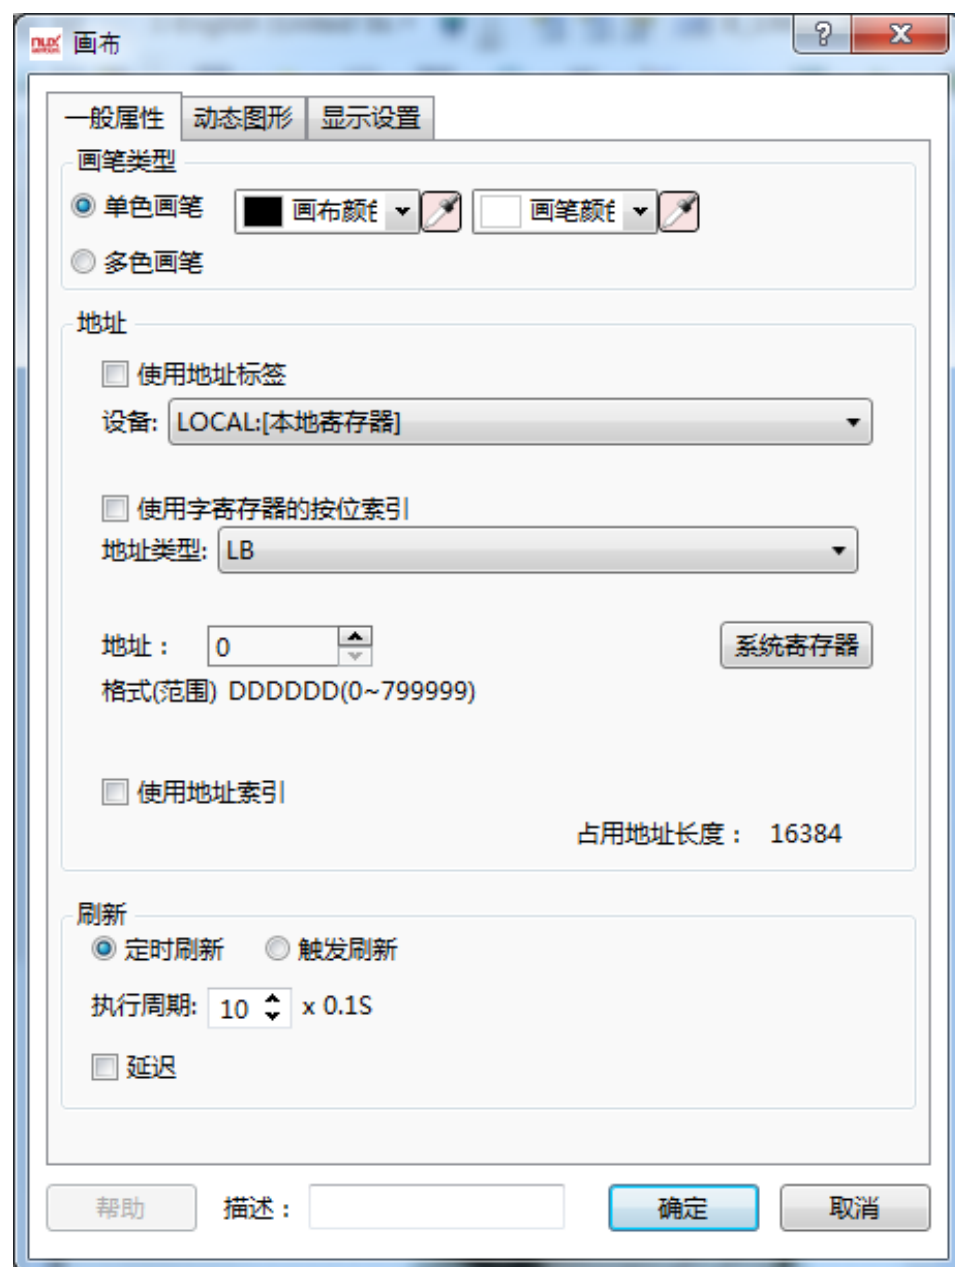 画布
一般属性 动态图形 显示设置
画笔类型
单色画笔 画布颜色 画笔颜色
多色画笔
地址
使用地址标签
设备: LOCAL:[本地寄存器]
使用字寄存器的按位索引
地址类型: LB
地址： 0 系统寄存器
格式(范围) DDDDDD(0~799999)
使用地址索引
占用地址长度： 16384
刷新
定时刷新 触发刷新
执行周期: 10 x 0.1S
延迟
帮助 描述： 确定 取消